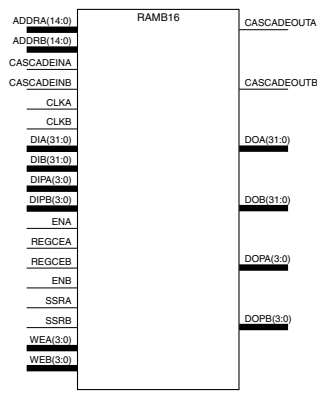 RAMB16
ADDRA(14:0)
ADDRB(14:0)
CASCADEINA
CASCADEINB
CLKA
CLKB
DIA(31:0)
DIB(31:0)
DIPA(3:0)
DIPB(3:0)
ENA
REGCEA
REGCEB
ENB
SSRA
SSRB
WEA(3:0)
WEB(3:0)
CASCADEOUTA
CASCADEOUTB
DOA(31:0)
DOB(31:0)
DOPA(3:0)
DOPB(3:0)